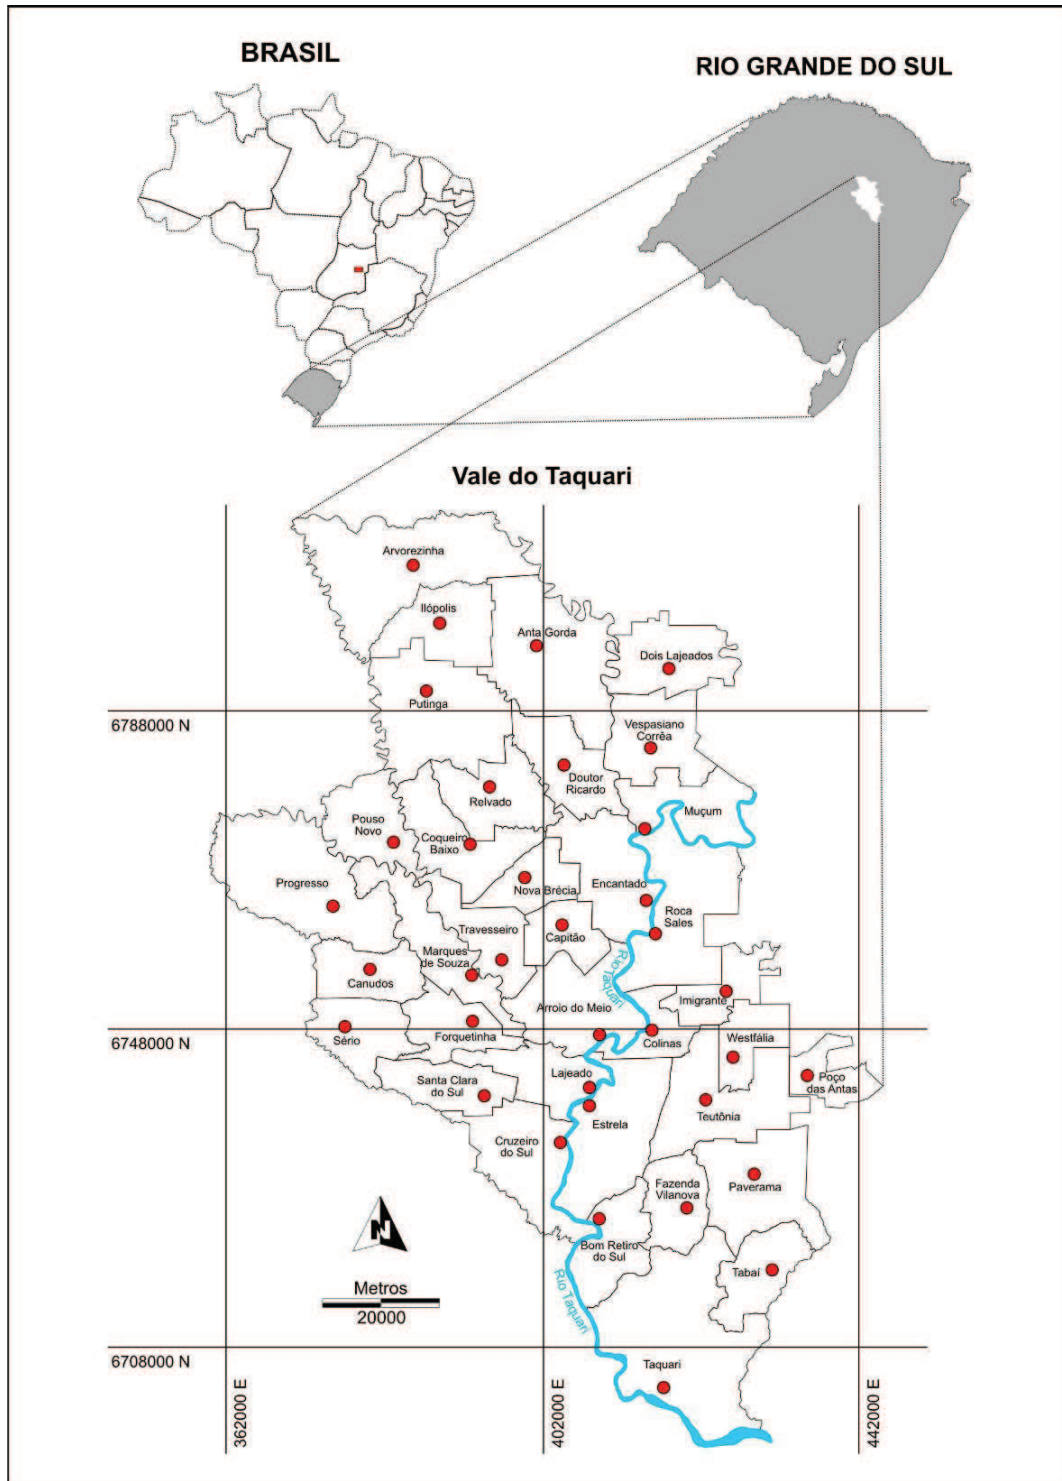 BRASIL
RIO GRANDE DO SUL
Vale do Taquari
Arvorezinha
Ilópolis
Anta Gorda
Dois Lajeados
Putinga
6788000 N
Vespasiano
Corrêa
Doutor
Ricardo
Relvado
Muçum
Pouso
Novo
Coqueiro
Baixo
Progresso
Nova Brécia
Encantado
Roca
Sales
Travesseiro
Capitão
Marques
de Souza
Canudos
Rio Taquari
Imigrante
Arroio do Meio
Sério
Forquetinha
Colinas
Westfália
6748000 N
Lajeado
Santa Clara
do Sul
Poço
das Antas
Estrela
Teutônia
Cruzeiro
do Sul
Fazenda
Vilanova
Paverama
N
Bom Retiro
do Sul
Tabaí
Metros
20000
Rio Taquari
6708000 N
Taquari
362000 E
402000 E
442000 E